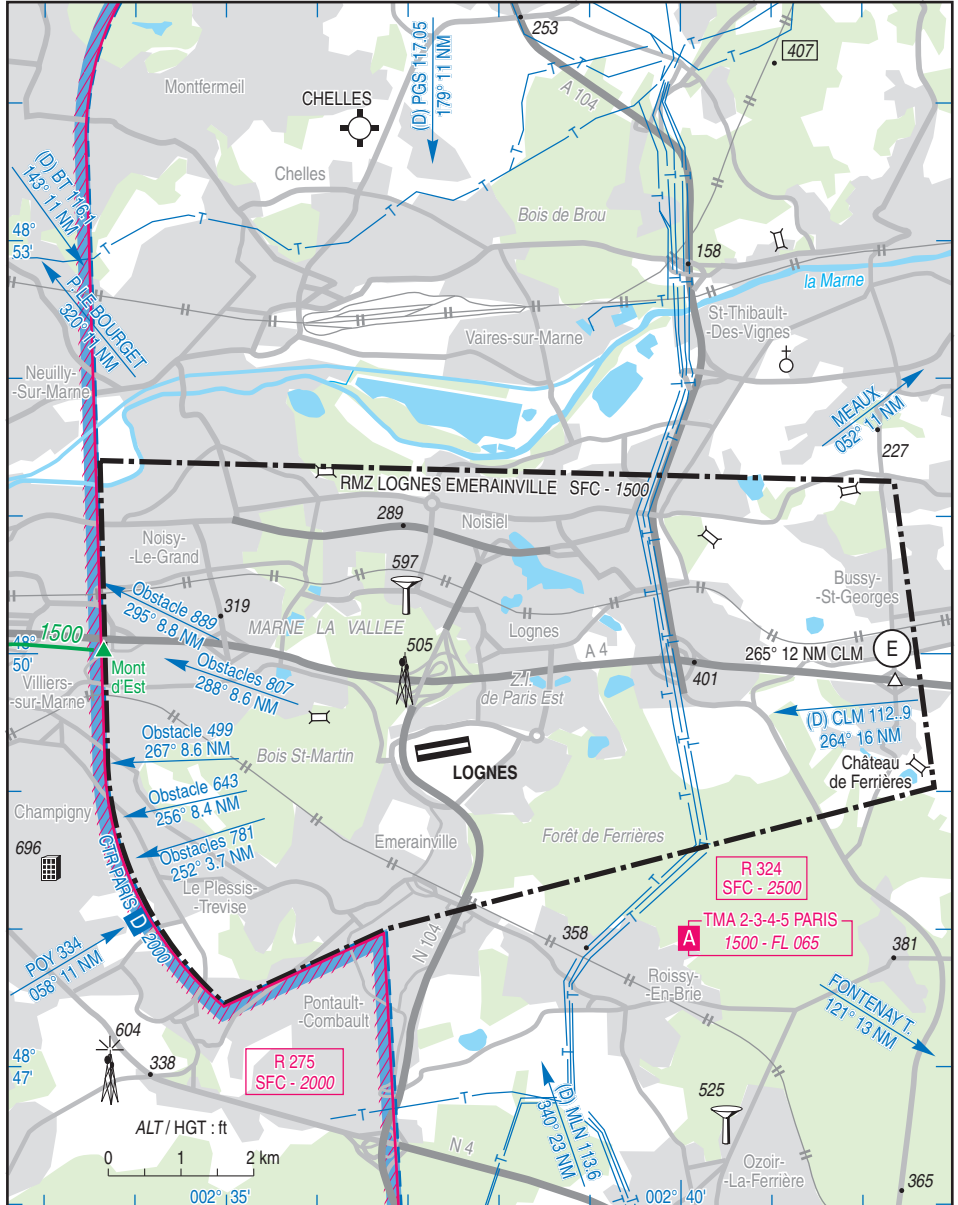 253
407
Montfermeil
CHELLES
A 104
(D) PGS 117.05
179° 11 NM
T
T
T
T
Chelles
(D) BT 116.1
143° 11 NM
Bois de Brou
48°
53'
T
T
T
T
158
la Marne
P LE BOURGET
320° 11 NM
St-Thibault-
-Des-Vignes
Vaires-sur-Marne
Neuilly-
-Sur-Marne
MEAUX
052° 11 NM
227
RMZ LOGNES EMERAINVILLE SFC - 1500
289
Noisiel
Noisy-
-Le-Grand
597
Bussy-
-St-Georges
Obstacle 889
295° 8.8 NM
319
MARNE LA VALLEE
Lognes
1500
48°
50'
505
A 4
265° 12 NM CLM
E
Mont
d'Est
Obstacles 807
288° 8.6 NM
401
Villiers-
-sur-Marne
Z.I.
de Paris Est
(D) CLM 112..9
264° 16 NM
Obstacle 499
267° 8.6 NM
Bois St-Martin
LOGNES
Château
de Ferrières
Obstacle 643
256° 8.4 NM
Champigny
Emerainville
Forêt de Ferrières
Obstacles 781
252° 3.7 NM
696
CTR PARIS D 2000
Le Plessis-
-Trevise
R 324
SFC - 2500
TMA 2-3-4-5 PARIS
A
1500 - FL 065
POY 334
058° 11 NM
N 104
358
381
Roissy-
-En-Brie
FONTENAY T.
121° 13 NM
Pontault-
-Combault
604
48°
47'
338
R 275
SFC - 2000
(D) MLN 113.6
340° 23 NM
525
T
T
T
ALT / HGT : ft
0 1 2 km
N 4
Ozoir-
-La-Ferrière
365
002° 35'
002° 40'